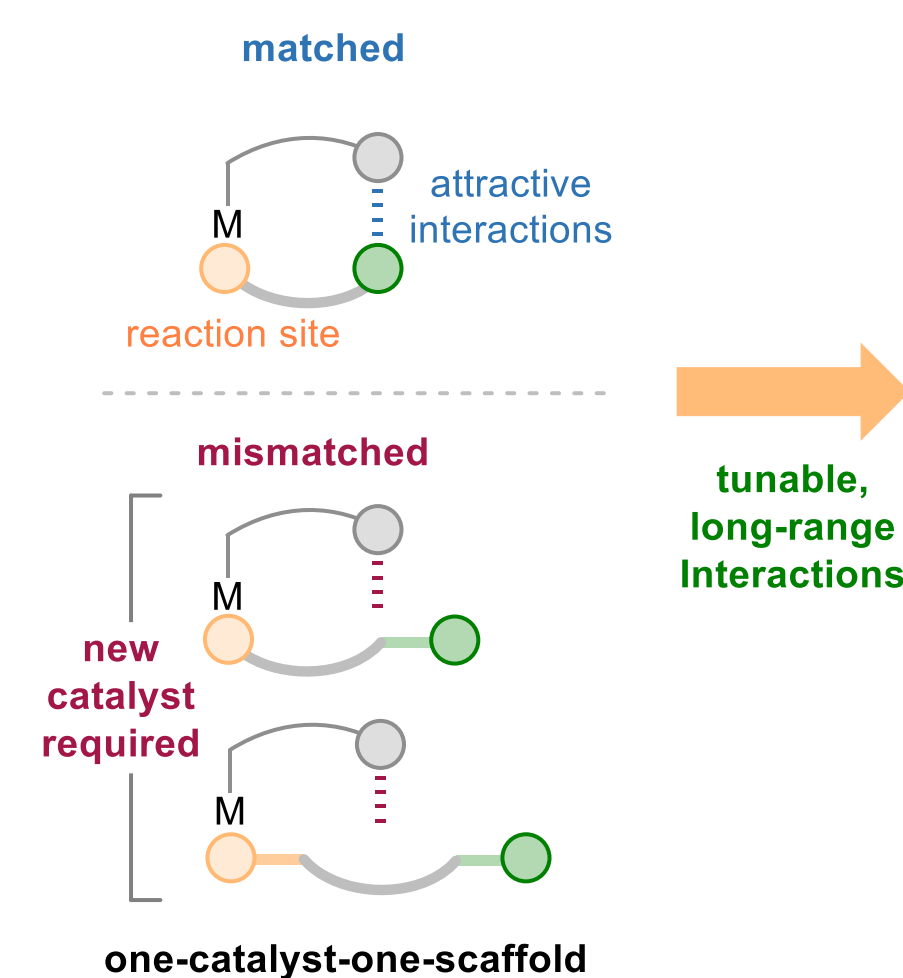 matched
attractive
interactions
M
reaction site
mismatched
M
new
catalyst
required
M
one-catalyst-one-scaffold
tunable,
long-range
Interactions